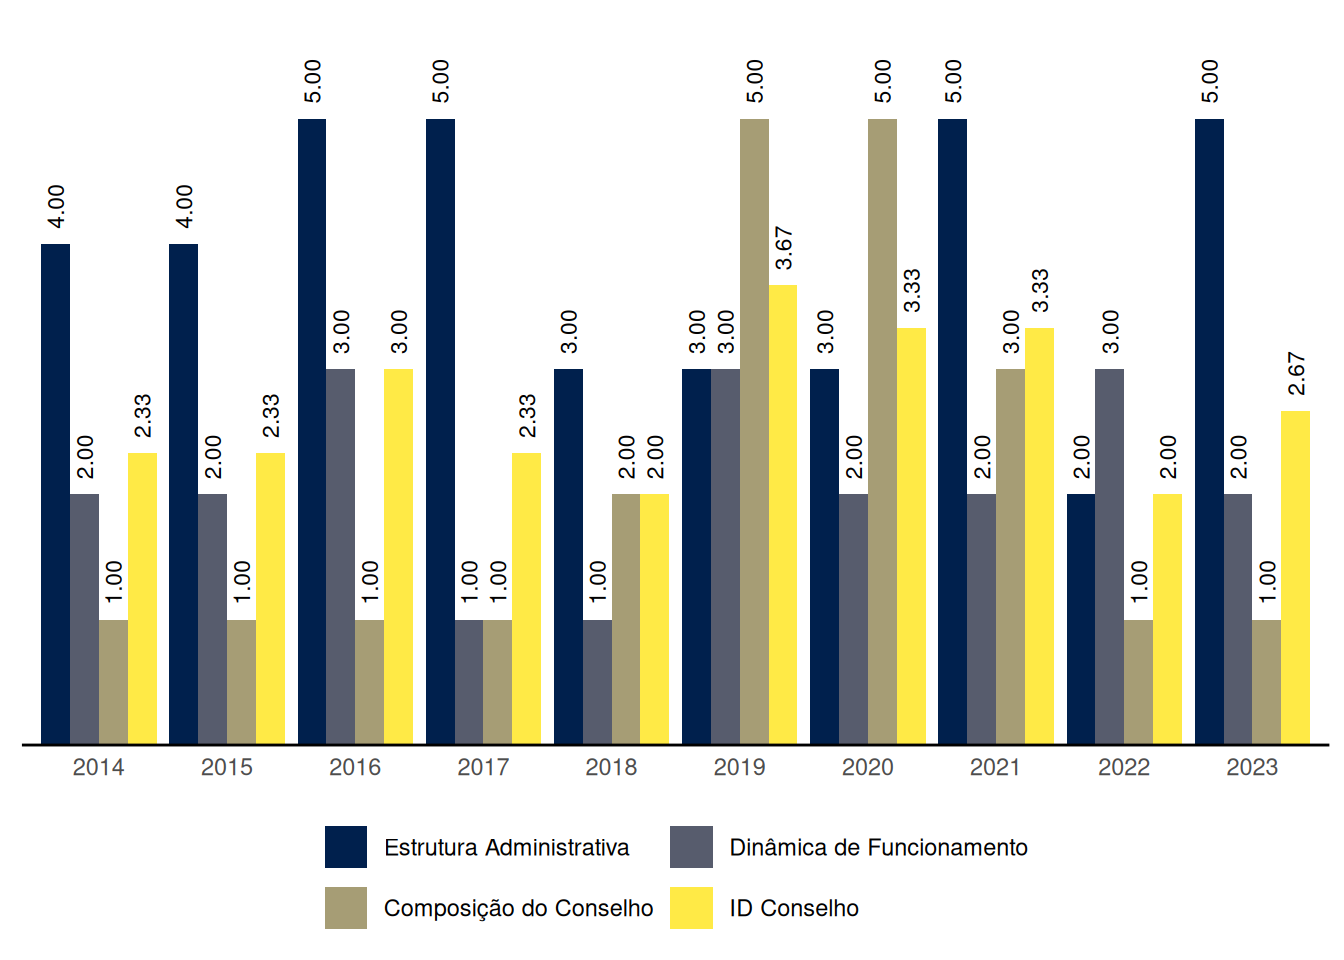 5.00 5.00 5.00 5.00 5.00 5.00
4.00 4.00
3.67
3.33 3.33
3.00 3.00 3.00 3.00 3.00 3.00 3.00 3.00
2.67
2.33 2.33 2.33
2.00 2.00 2.00 2.00 2.00 2.00 2.00 2.00 2.00
1.00 1.00 1.00 1.00 1.00 1.00 1.00 1.00
2014 2015 2016 2017 2018 2019 2020 2021 2022 2023
Estrutura Administrativa Dinâmica de Funcionamento
Composição do Conselho ID Conselho